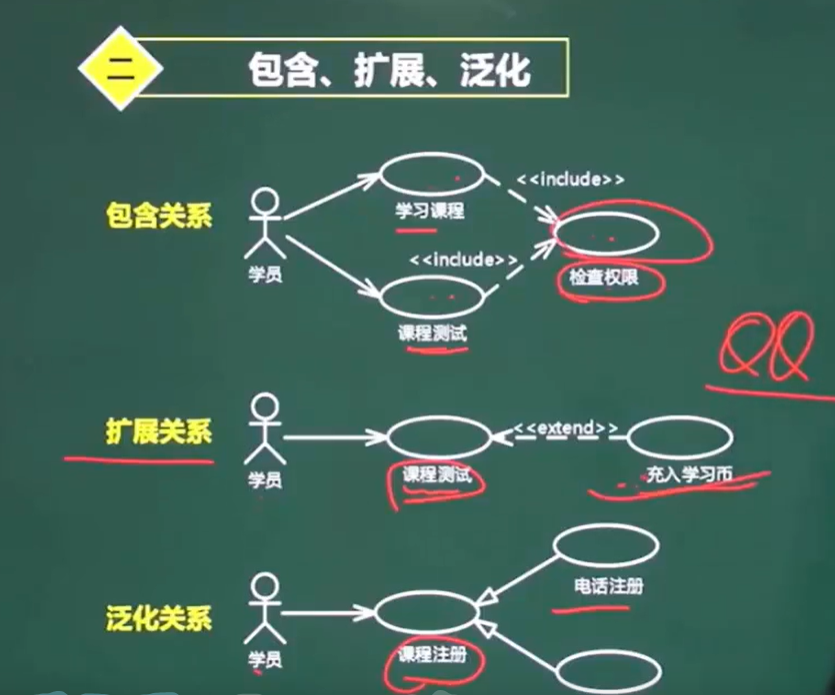 二
包含、扩展、泛化
包含关系
学员
学习课程
<<include>>
<<include>>
检查权限
课程测试
QQ
扩展关系
学员
课程测试
<<extend>>
充入学习币
泛化关系
学员
课程注册
电话注册